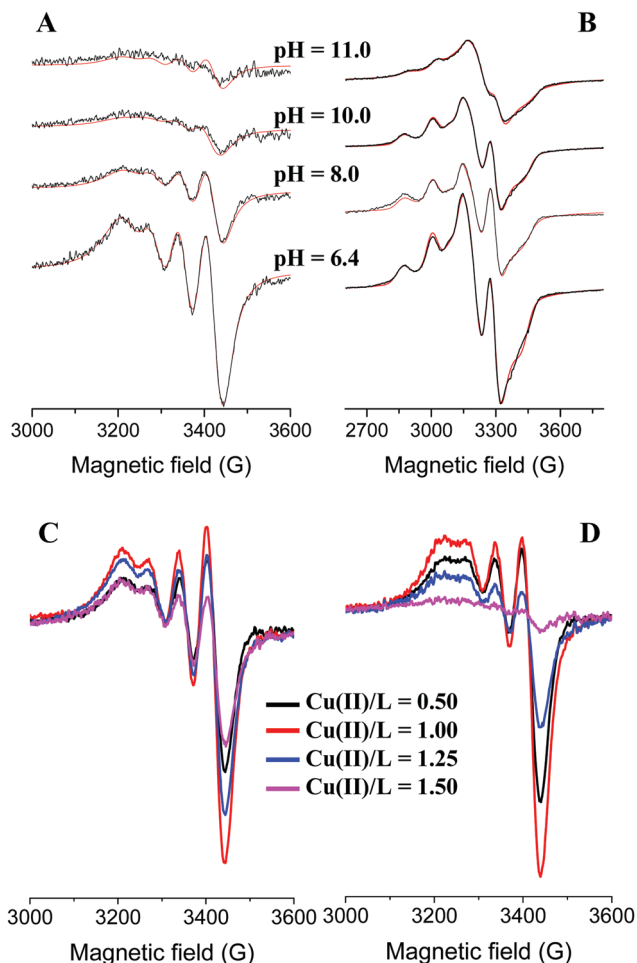 A
B
pH = 11.0
pH = 10.0
pH = 8.0
pH = 6.4
3000 3200 3400 3600
2700 3000 3300 3600
Magnetic field (G)
Magnetic field (G)
C
D
Cu(II)/L = 0.50
Cu(II)/L = 1.00
Cu(II)/L = 1.25
Cu(II)/L = 1.50
3000 3200 3400 3600
3000 3200 3400 3600
Magnetic field (G)
Magnetic field (G)